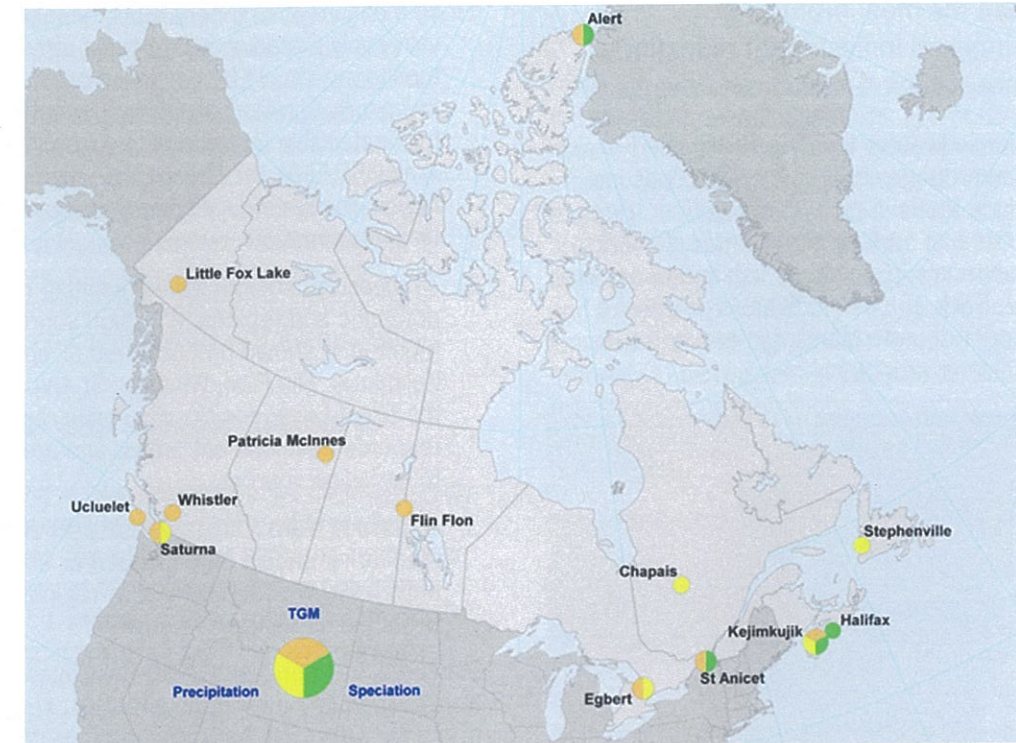 Alert
Little Fox Lake
Patricia McInnes
Ucluelet
Whistler
Flin Flon
Saturna
Stephenville
Chapais
Halifax
Kejimkujik
St Anicet
Egbert
TGM
Precipitation
Speciation